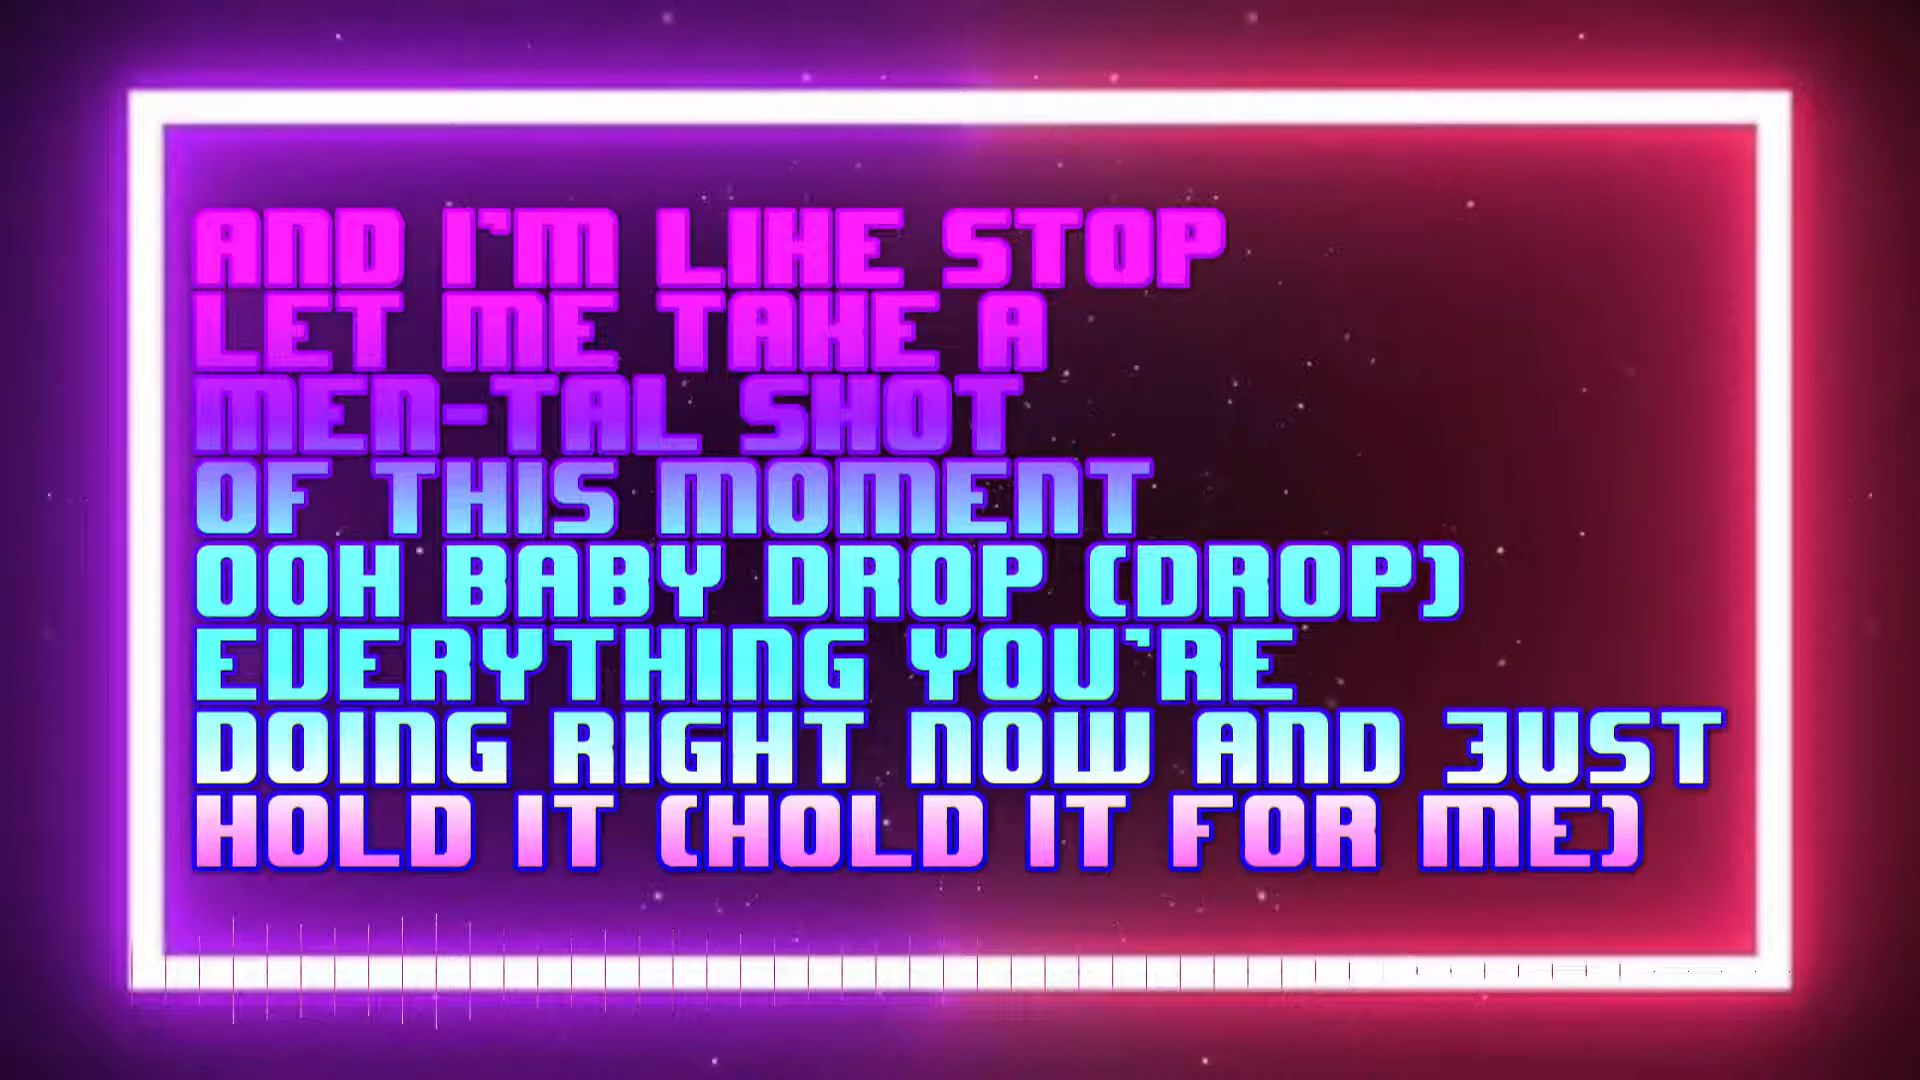 AND I'M LIKE STOP
LET ME TAKE A
MEN-TAL SHOT
OF THIS MOMENT
OOH BABY DROP (DROP)
EVERYTHING YOU'RE
DOING RIGHT NOW AND JUST
HOLD IT (HOLD IT FOR ME)